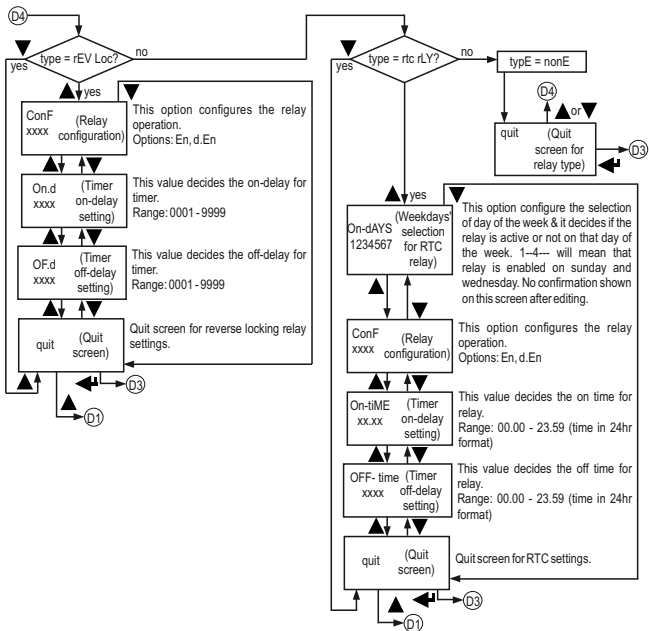 D4
type = rEV Loc?
no
yes
yes
ConF
xxxx
(Relay
configuration)
This option configures the relay
operation.
Options: En, d.En
On.d
xxxx
(Timer
on-delay
setting)
This value decides the on-delay for
timer.
Range: 0001 - 9999
OF.d
xxxx
(Timer
off-delay
setting)
This value decides the off-delay for
timer.
Range: 0001 - 9999
quit
(Quit
screen)
Quit screen for reverse locking relay
settings.
D3
D1
type = rtc rLY?
no
yes
yes
typE = nonE
D4
or
quit
(Quit
screen for
relay type)
D3
On-dAYS
1234567
(Weekdays'
selection
for RTC
relay)
This option configure the selection
of day of the week & it decides if the
relay is active or not on that day of
the week. 1--4--- will mean that
relay is enabled on sunday and
wednesday. No confirmation shown
on this screen after editing.
ConF
xxxx
(Relay
configuration)
This option configures the relay
operation.
Options: En, d.En
On-tiME
xx.xx
(Timer
on-delay
setting)
This value decides the on time for
relay.
Range: 00.00 - 23.59 (time in 24hr
format)
OFF- time
xxxx
(Timer
off-delay
setting)
This value decides the off time for
relay.
Range: 00.00 - 23.59 (time in 24hr
format)
quit
(Quit
screen)
Quit screen for RTC settings.
D3
D1